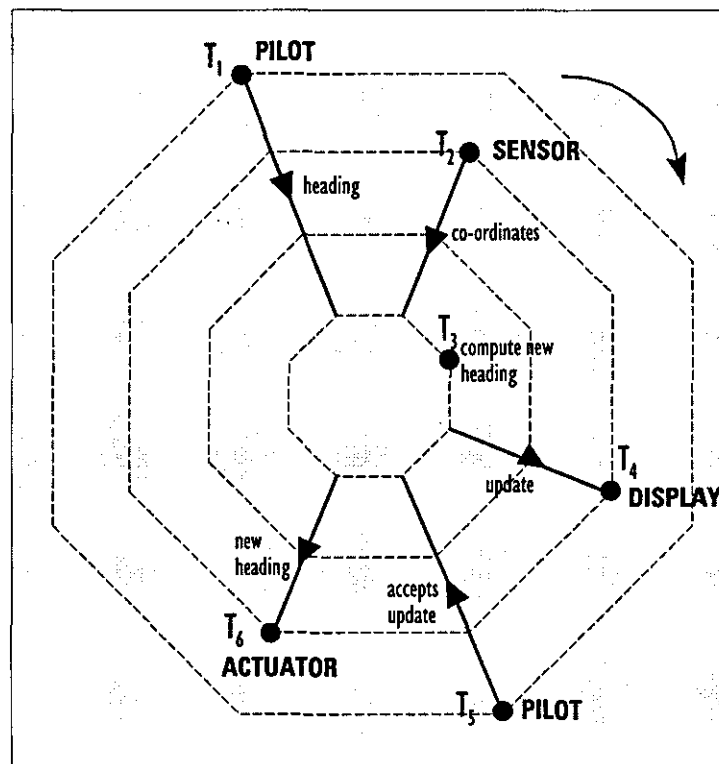 T1 PILOT
heading
T2 SENSOR
co-ordinates
T3
compute new
heading
T4
DISPLAY
update
new
heading
accepts
update
T6
ACTUATOR
T5 PILOT